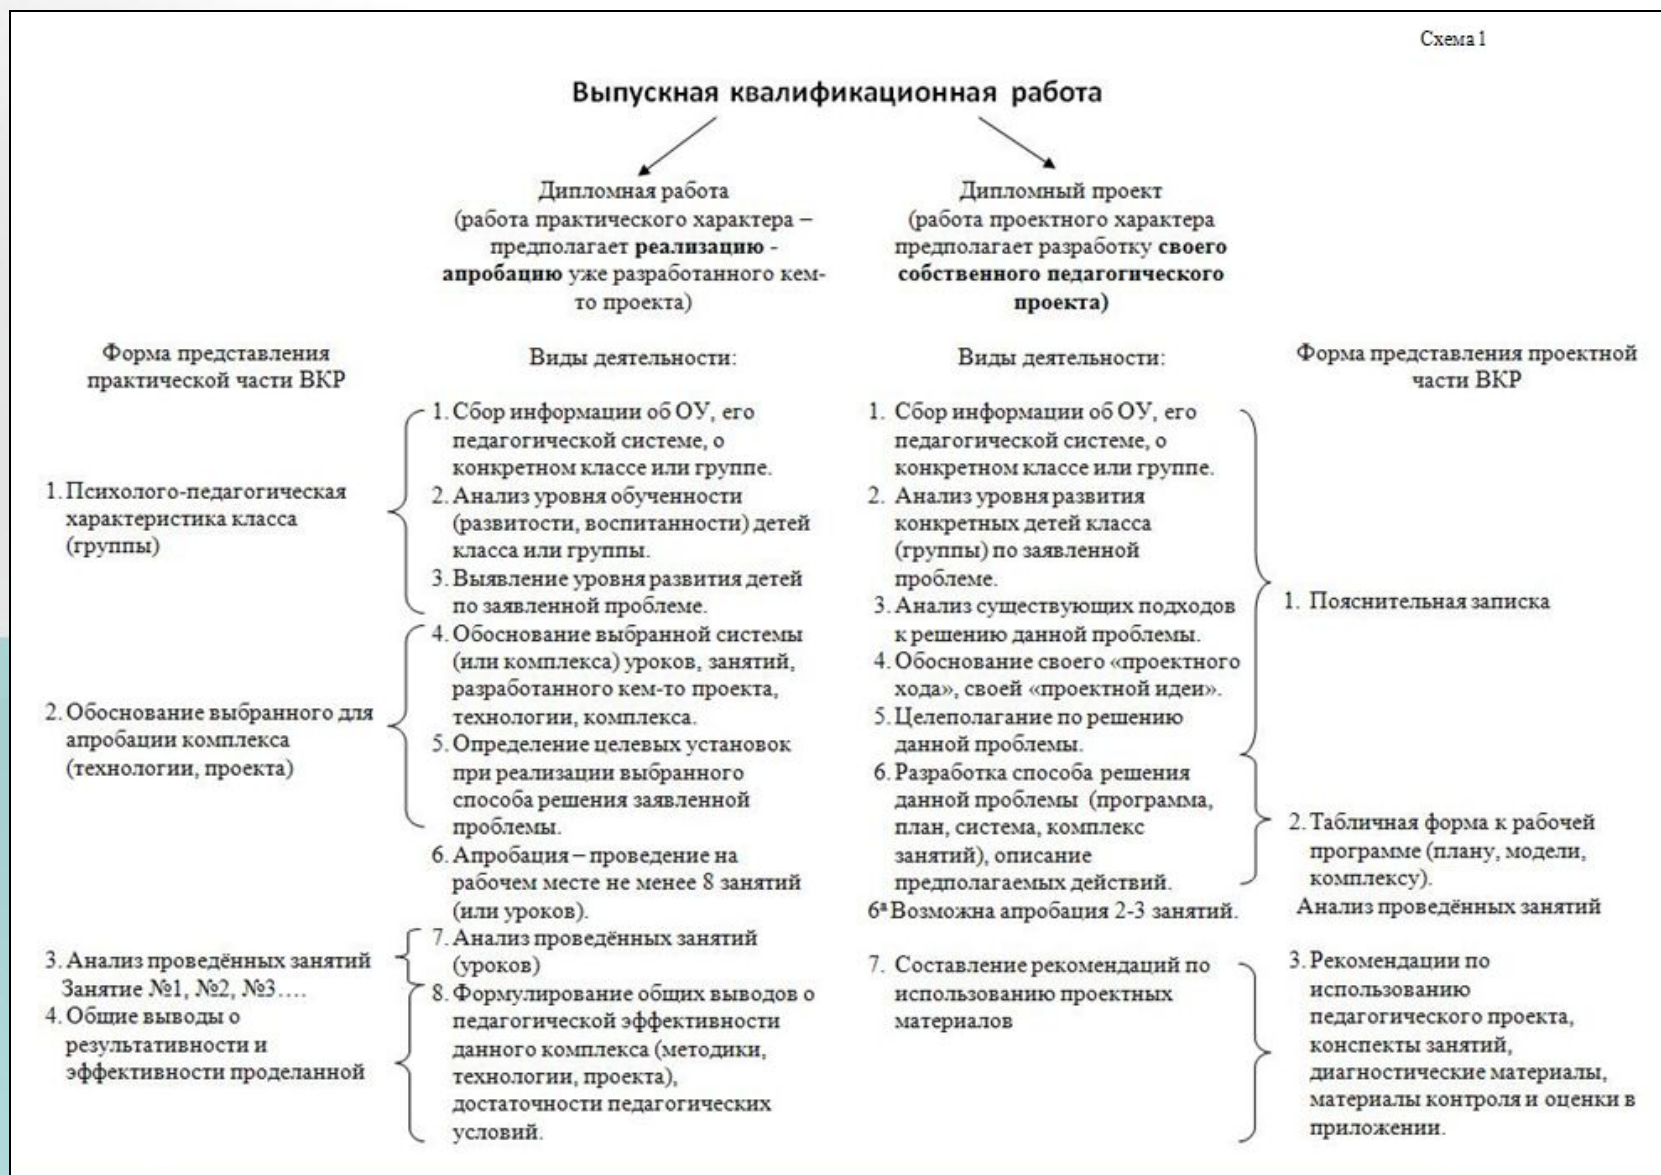 Схема 1
Выпускная квалификационная работа
Дипломная работа
(работа практического характера –
предполагает реализацию -
апробацию уже разработанного кем-
то проекта)
Дипломный проект
(работа проектного характера
предполагает разработку своего
собственного педагогического
проекта)
Форма представления
практической части ВКР
1. Психолого-педагогическая
характеристика класса
(группы)
2. Обоснование выбранного для
апробации комплекса
(технологии, проекта)
3. Анализ проведённых занятий
Занятие №1, №2, №3….
4. Общие выводы о
результативности и
эффективности проделанной
Виды деятельности:
1. Сбор информации об ОУ, его
педагогической системе, о
конкретном классе или группе.
2. Анализ уровня обученности
(развитости, воспитанности) детей
класса или группы.
3. Выявление уровня развития детей
по заявленной проблеме.
4. Обоснование выбранной системы
(или комплекса) уроков, занятий,
разработанного кем-то проекта,
технологии, комплекса.
5. Определение целевых установок
при реализации выбранного
способа решения заявленной
проблемы.
6. Апробация – проведение на
рабочем месте не менее 8 занятий
(или уроков).
7. Анализ проведённых занятий
(уроков)
8. Формулирование общих выводов о
педагогической эффективности
данного комплекса (методики,
технологии, проекта),
достаточности педагогических
условий.
Виды деятельности:
1. Сбор информации об ОУ, его
педагогической системе, о
конкретном классе или группе.
2. Анализ уровня развития
конкретных детей класса
(группы) по заявленной
проблеме.
3. Анализ существующих подходов
к решению данной проблемы.
4. Обоснование своего «проектного
хода», своей «проектной идеи».
5. Целеполагание по решению
данной проблемы.
6. Разработка способа решения
данной проблемы (программа,
план, система, комплекс
занятий), описание
предполагаемых действий.
6ª Возможна апробация 2-3 занятий.
7. Составление рекомендаций по
использованию проектных
материалов
Форма представления проектной
части ВКР
1. Пояснительная записка
2. Табличная форма к рабочей
программе (плану, модели,
комплексу).
Анализ проведённых занятий
3. Рекомендации по
использованию
педагогического проекта,
конспекты занятий,
диагностические материалы,
материалы контроля и оценки в
приложении.